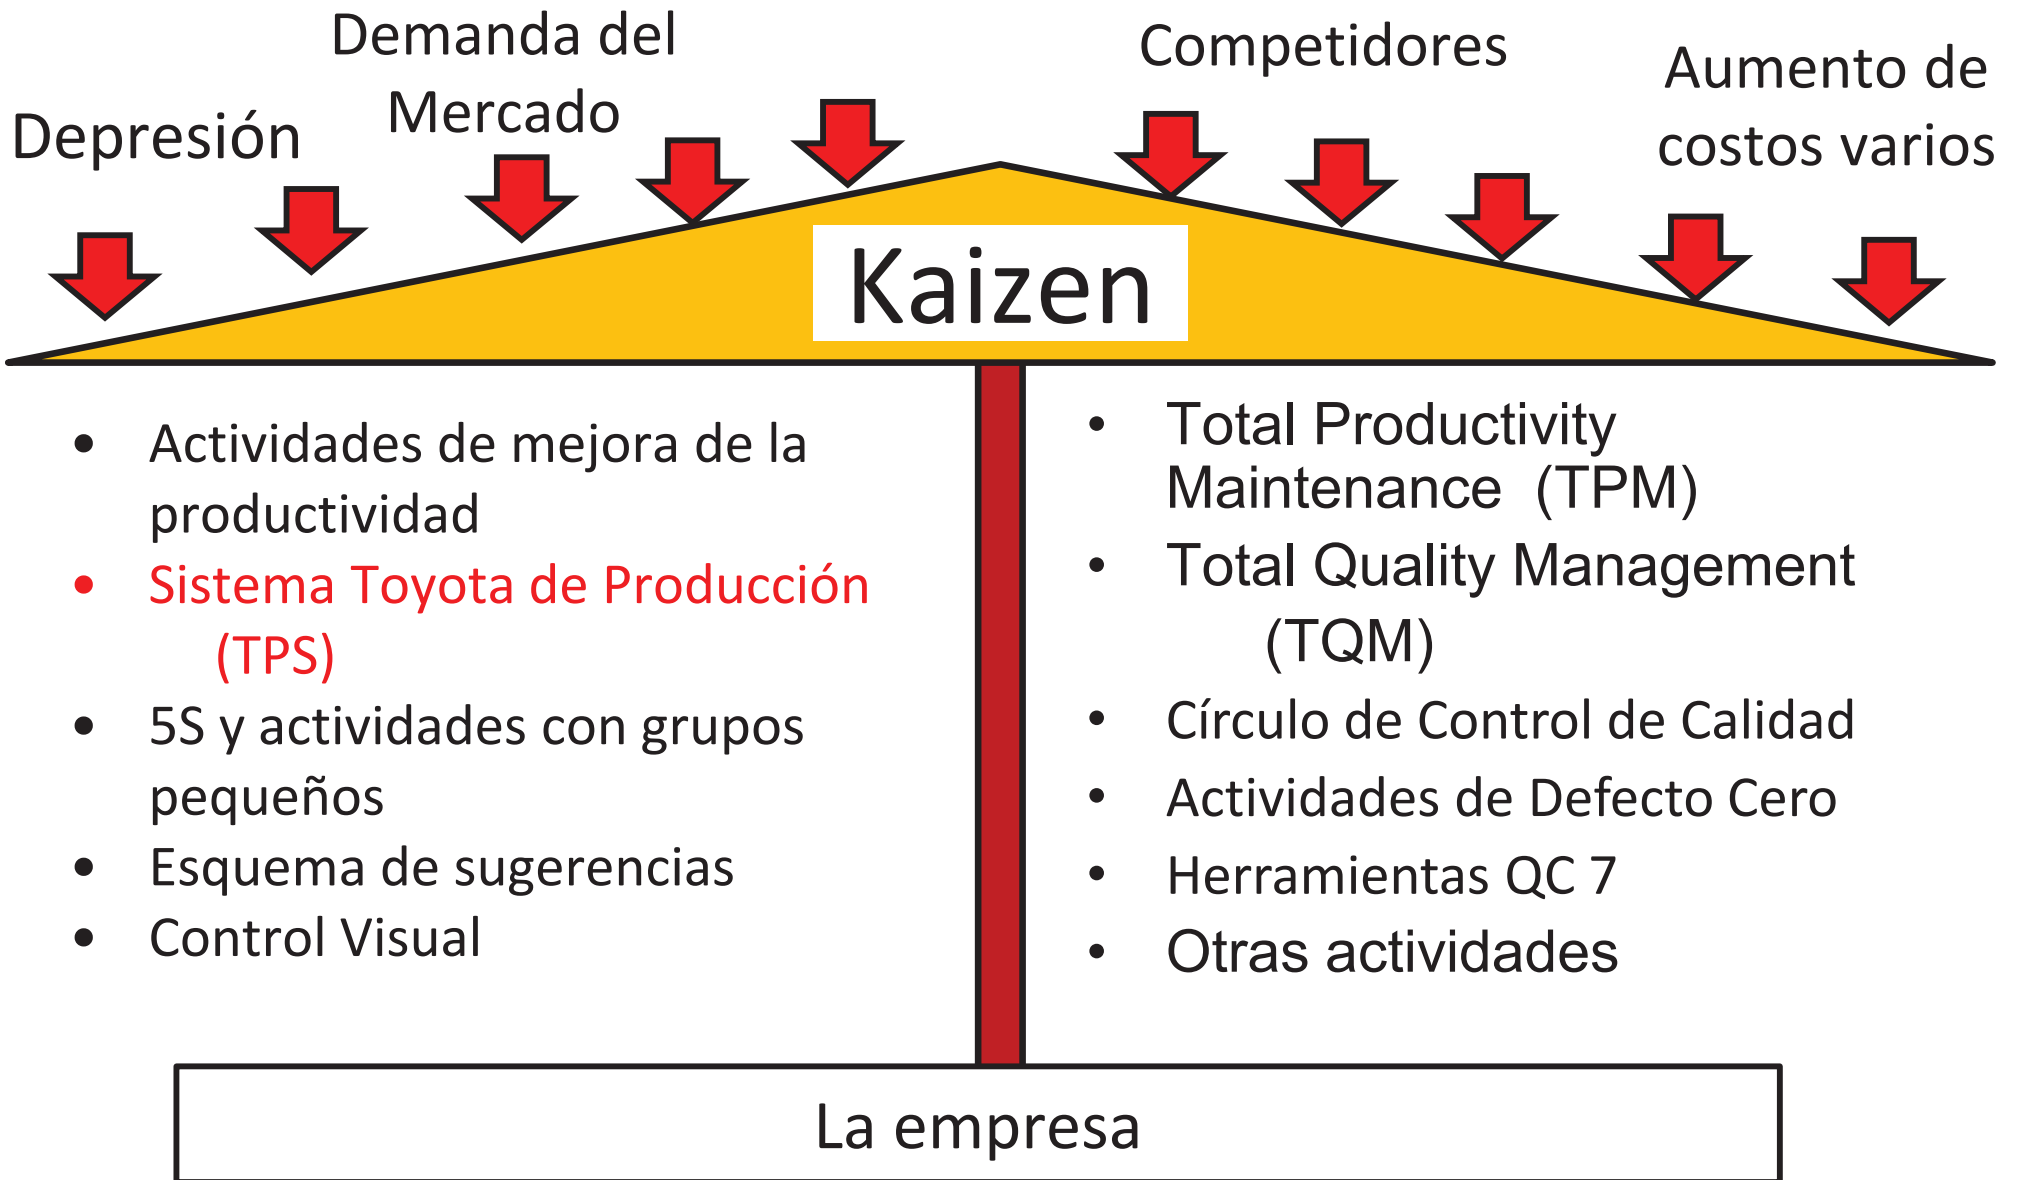 Demanda del
Mercado
Depresión
Competidores
Aumento de
costos varios
Kaizen
• Actividades de mejora de la
productividad
• Sistema Toyota de Producción
(TPS)
• 5S y actividades con grupos
pequeños
• Esquema de sugerencias
• Control Visual
• Total Productivity
Maintenance (TPM)
• Total Quality Management
(TQM)
• Círculo de Control de Calidad
• Actividades de Defecto Cero
• Herramientas QC 7
• Otras actividades
La empresa